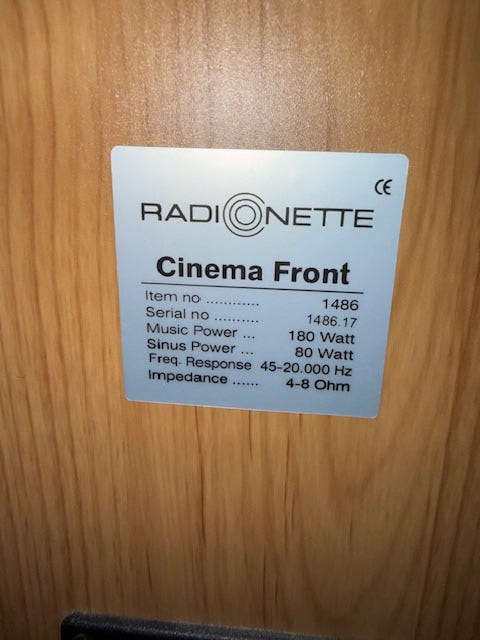 CE
RADIONETTE
Cinema Front
Item no ............ 1486
Serial no .......... 1486.17
Music Power ... 180 Watt
Sinus Power ... 80 Watt
Freq. Response 45-20.000 Hz
Impedance ...... 4-8 Ohm